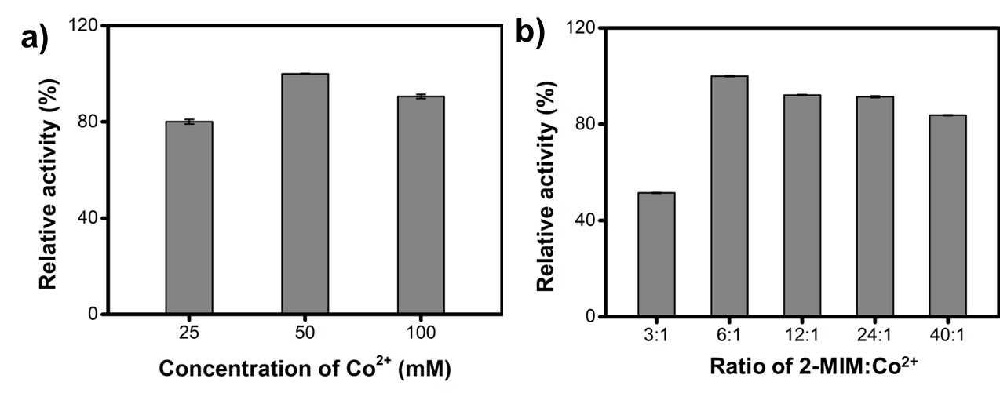 a)
120
80
40
0
Relative activity (%)
25 50 100
Concentration of Co²⁺ (mM)
b)
120
80
40
0
Relative activity (%)
3:1 6:1 12:1 24:1 40:1
Ratio of 2-MIM:Co²⁺